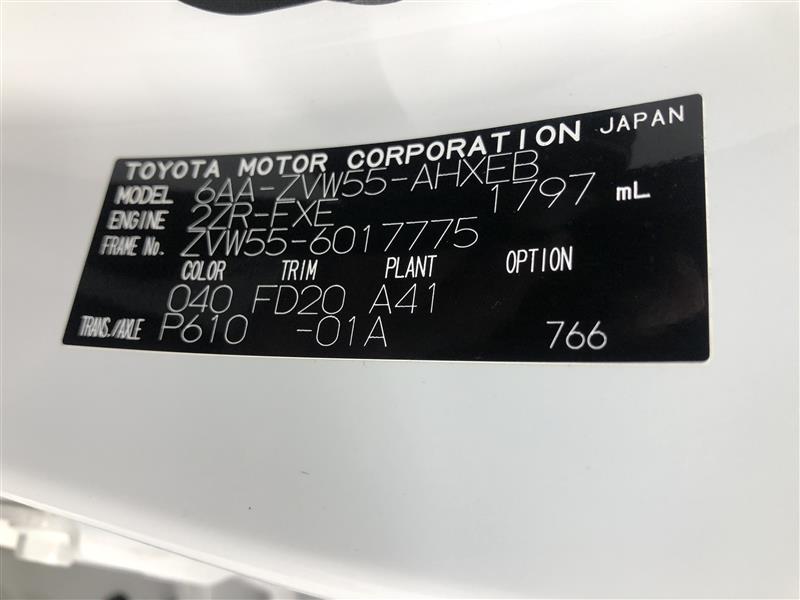 TOYOTA MOTOR CORPORATION JAPAN
MODEL 6AA-ZVW55-AHXEB
ENGINE 2ZR-FXE 1797 mL
FRAME No. ZVW55-6017775
COLOR TRIM PLANT OPTION
040 FD20 A41
TRANS./AXLE P610 -01A 766